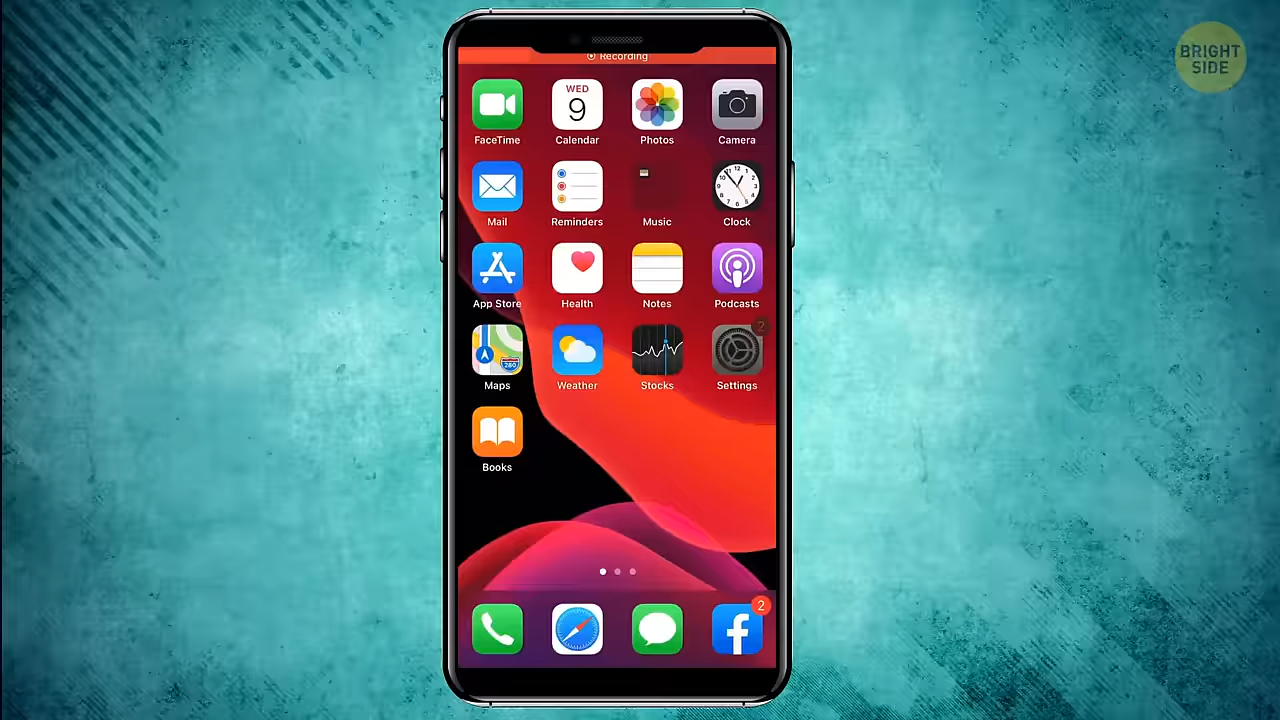 BRIGHT
SIDE
Recording
WED
9
FaceTime
Calendar
Photos
Camera
Mail
Reminders
Music
Clock
App Store
Health
Notes
Podcasts
280
2
Maps
Weather
Stocks
Settings
Books
2